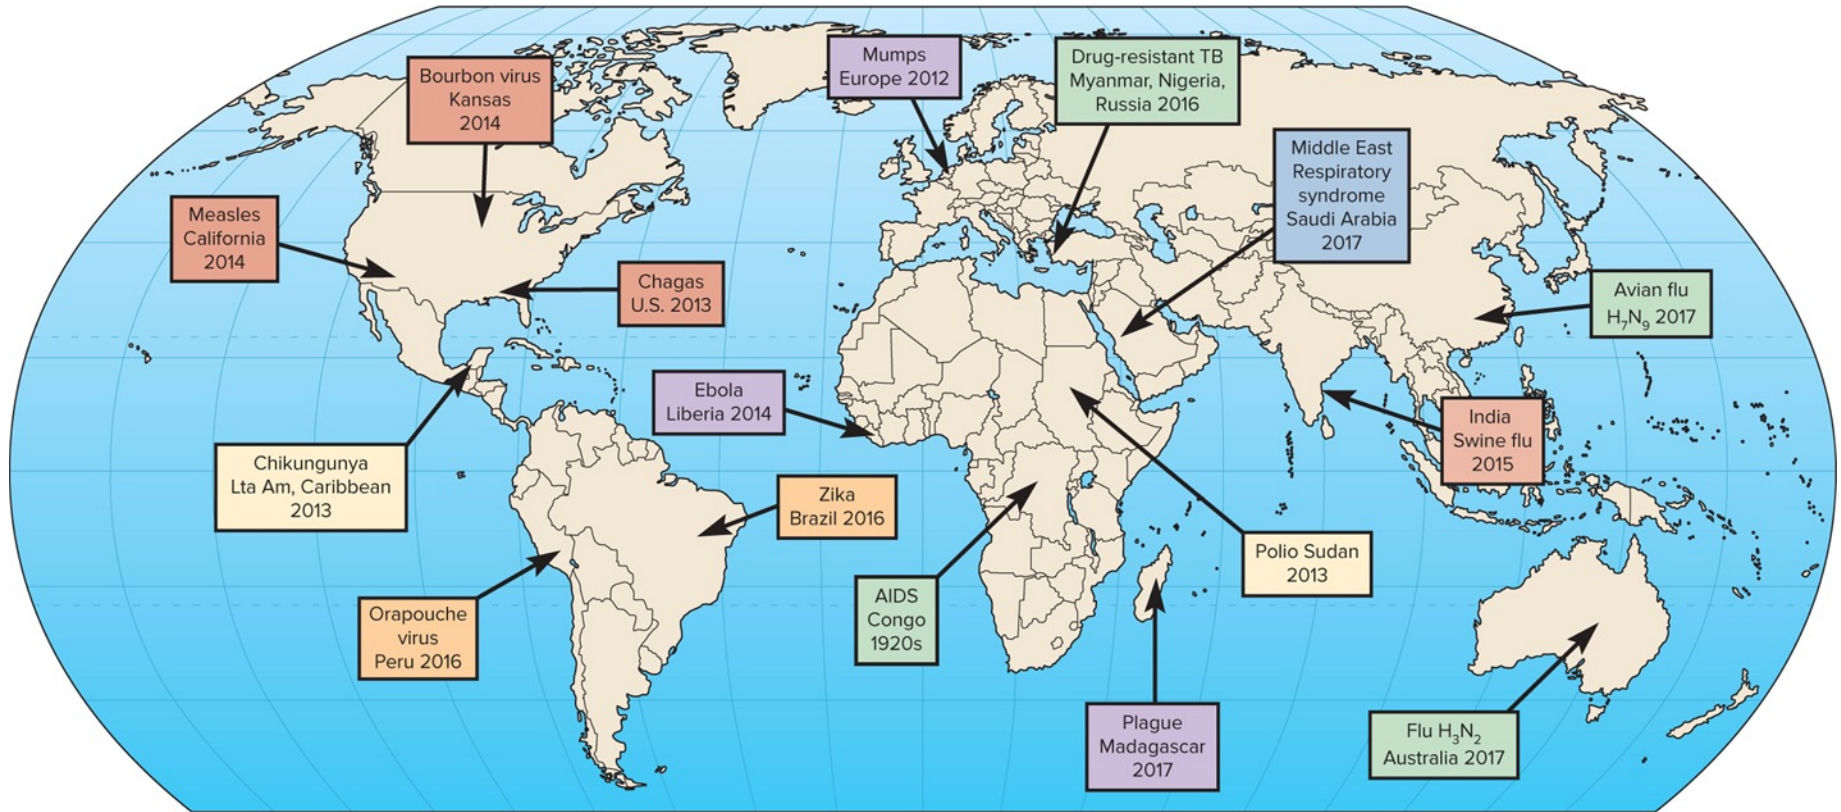 Mumps
Europe 2012
Drug-resistant TB
Myanmar, Nigeria,
Russia 2016
Bourbon virus
Kansas
2014
Middle East
Respiratory
syndrome
Saudi Arabia
2017
Measles
California
2014
Chagas
U.S. 2013
Avian flu
H₇N₉ 2017
Ebola
Liberia 2014
India
Swine flu
2015
Chikungunya
Lta Am, Caribbean
2013
Zika
Brazil 2016
Polio Sudan
2013
AIDS
Congo
1920s
Orapouche
virus
Peru 2016
Plague
Madagascar
2017
Flu H₃N₂
Australia 2017